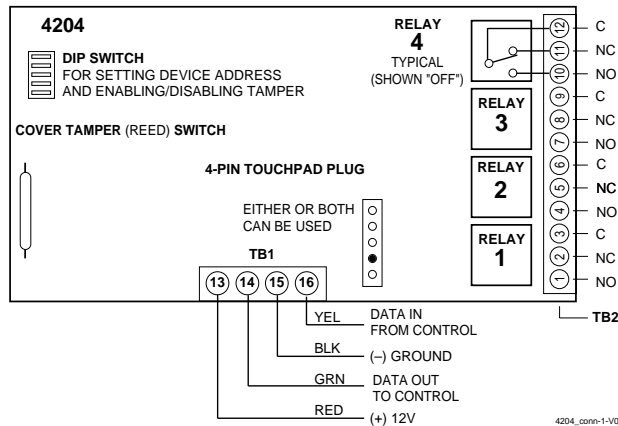 4204
DIP SWITCH
FOR SETTING DEVICE ADDRESS
AND ENABLING/DISABLING TAMPER
COVER TAMPER (REED) SWITCH
4-PIN TOUCHPAD PLUG
EITHER OR BOTH
CAN BE USED
TB1
13 14 15 16
RELAY
4
TYPICAL
(SHOWN "OFF")
RELAY
3
RELAY
2
RELAY
1
12 C
11 NC
10 NO
9 C
8 NC
7 NO
6 C
5 NC
4 NO
3 C
2 NC
1 NO
TB2
YEL DATA IN
FROM CONTROL
BLK (–) GROUND
GRN DATA OUT
TO CONTROL
RED (+) 12V
4204_conn-1-V0